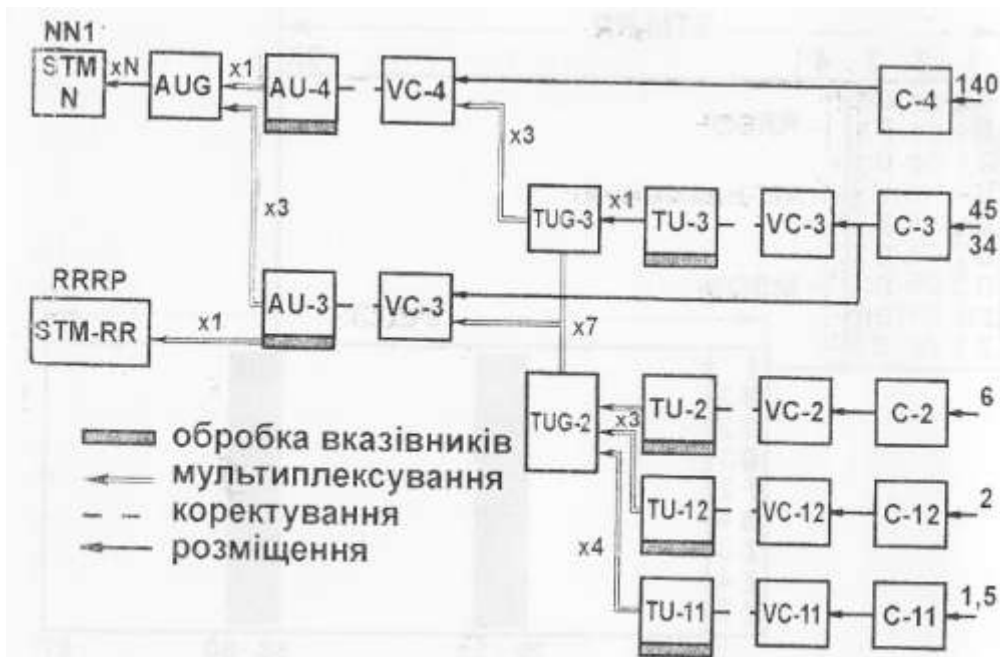 NN1
STM
N
xN
AUG
x1
AU-4
VC-4
C-4
140
x3
x3
TUG-3
x1
TU-3
VC-3
C-3
45
34
RRRP
STM-RR
x1
AU-3
VC-3
x7
TUG-2
x3
TU-2
VC-2
C-2
6
обробка вказівників
мультиплексування
коректування
розміщення
TU-12
VC-12
C-12
2
x4
TU-11
VC-11
C-11
1,5